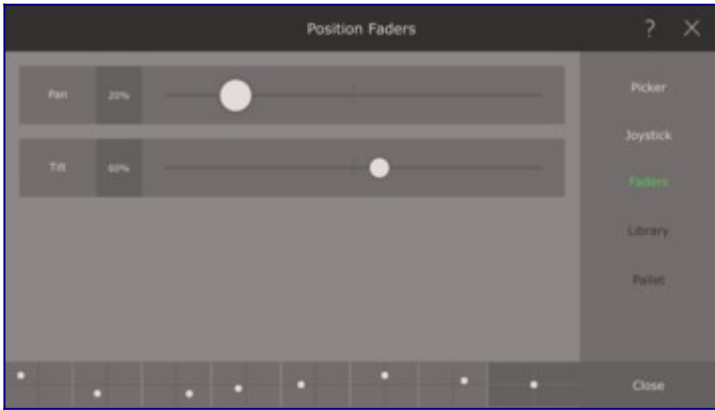 Position Faders ?
Pan 20%
Tilt 60%
Picker
Joystick
Faders
Library
Pallet
Close